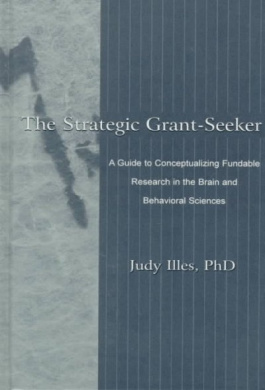 The Strategic Grant-Seeker
A Guide to Conceptualizing Fundable
Research in the Brain and
Behavioral Sciences
Judy Illes, PhD